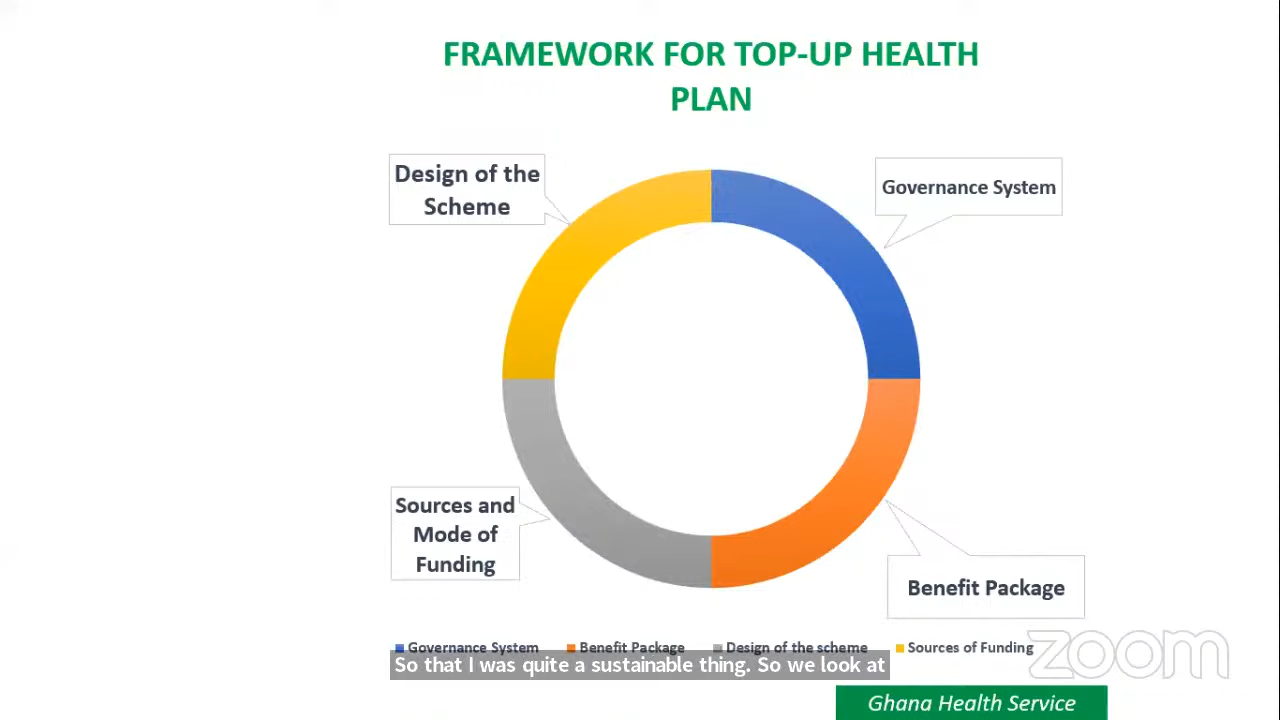 FRAMEWORK FOR TOP-UP HEALTH
PLAN
Design of the
Scheme
Governance System
Sources and
Mode of
Funding
Benefit Package
Governance System
Benefit Package
Design of the scheme
Sources of Funding
So that I was quite a sustainable thing. So we look at
zoom
Ghana Health Service